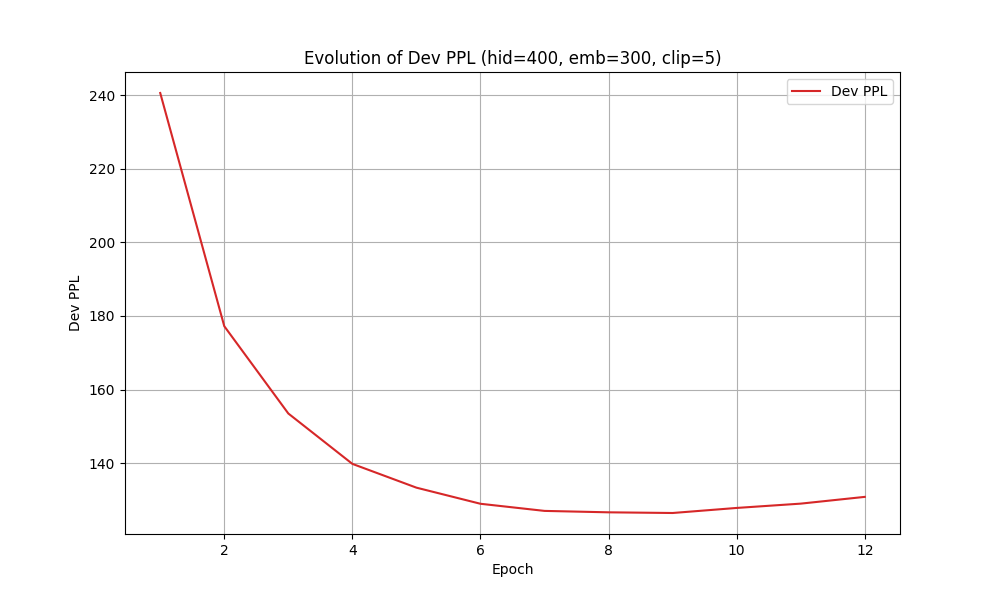 Evolution of Dev PPL (hid=400, emb=300, clip=5)
Dev PPL
240
220
200
180
160
140
Dev PPL
2 4 6 8 10 12
Epoch